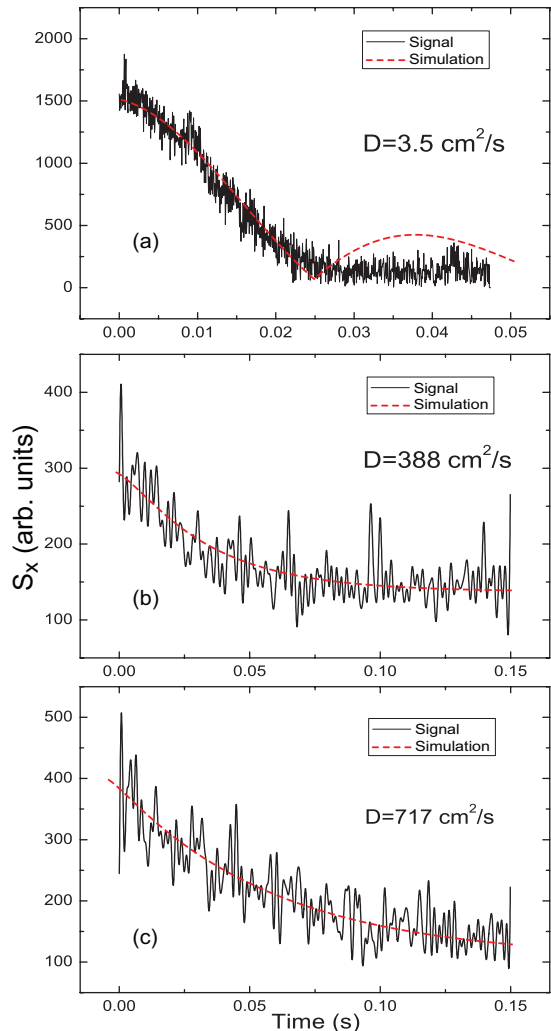 2000
Signal
Simulation
1500
D=3.5 cm²/s
1000
500
(a)
0
0.00 0.01 0.02 0.03 0.04 0.05
400
Signal
Simulation
D=388 cm²/s
300
200
(b)
100
0.00 0.05 0.10 0.15
Sx (arb. units)
500
Signal
Simulation
400
D=717 cm²/s
300
200
(c)
100
0.00 0.05 0.10 0.15
Time (s)